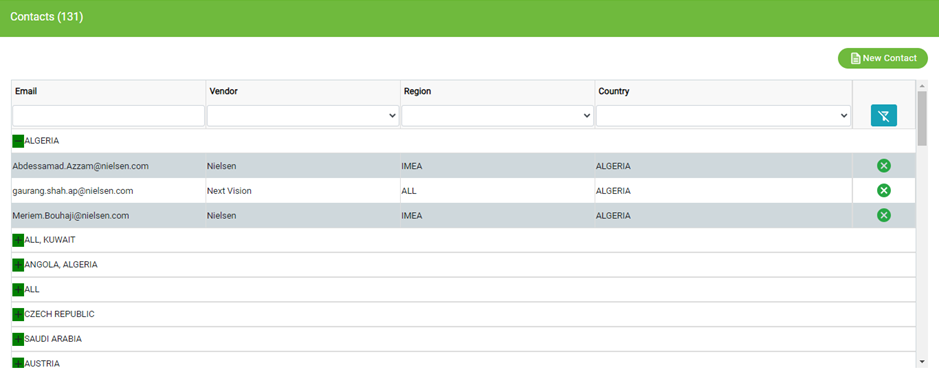 Contacts (131)
New Contact
Email Vendor Region Country
ALGERIA
Abdessamad.Azzam@nielsen.com Nielsen IMEA ALGERIA
gaurang.shah.ap@nielsen.com Next Vision ALL ALGERIA
Meriem.Bouhaji@nielsen.com Nielsen IMEA ALGERIA
ALL, KUWAIT
ANGOLA, ALGERIA
ALL
CZECH REPUBLIC
SAUDI ARABIA
AUSTRIA